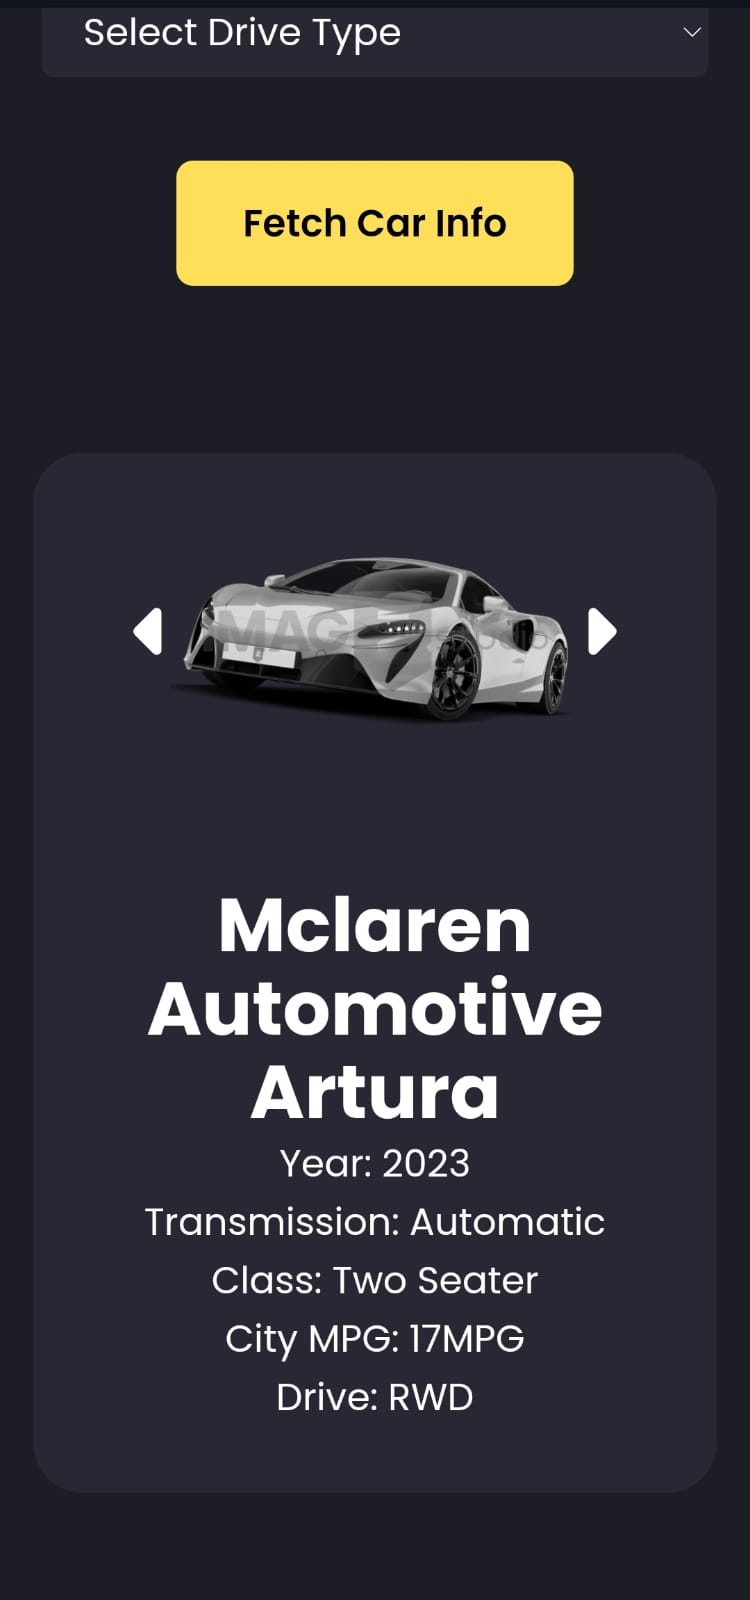 Select Drive Type
Fetch Car Info
Mclaren
Automotive
Artura
Year: 2023
Transmission: Automatic
Class: Two Seater
City MPG: 17MPG
Drive: RWD